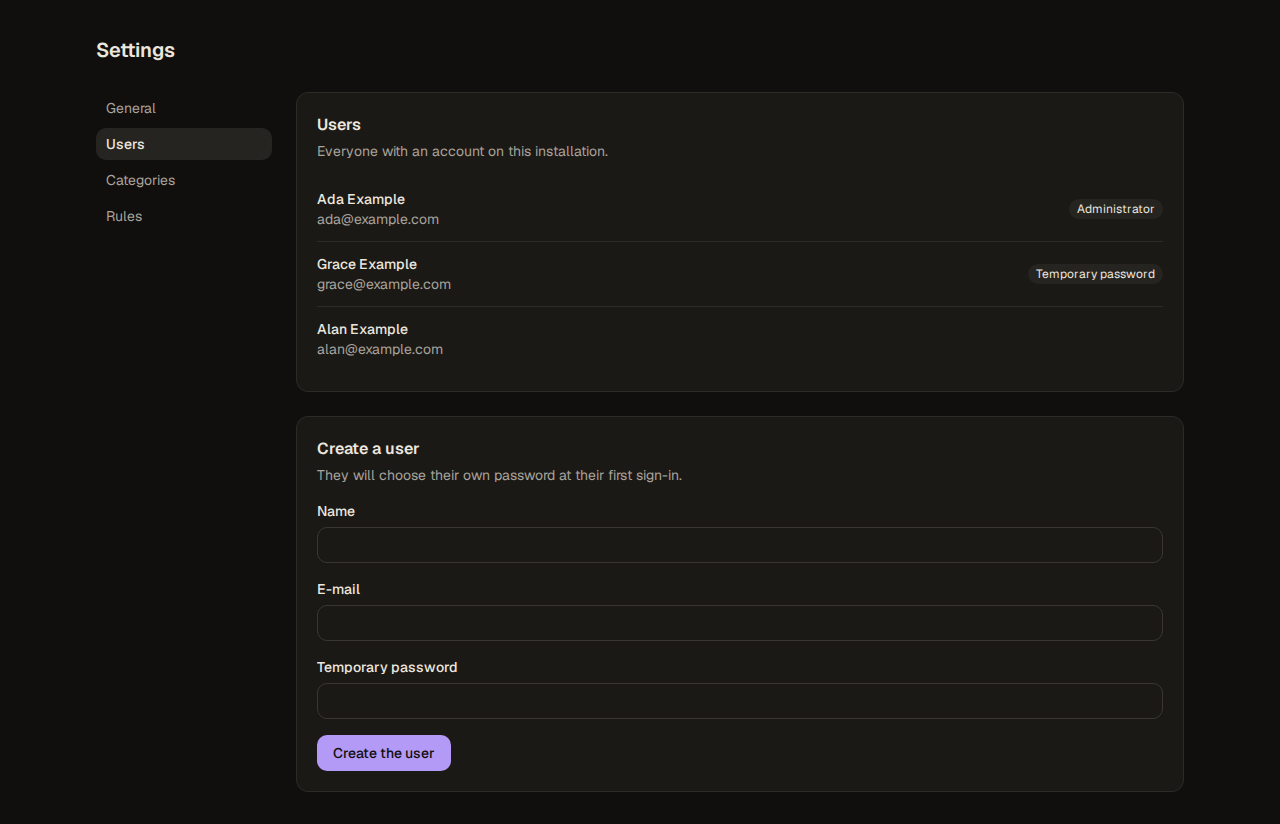 Settings
General
Users
Categories
Rules
Users
Everyone with an account on this installation.
Ada Example
ada@example.com
Administrator
Grace Example
grace@example.com
Temporary password
Alan Example
alan@example.com
Create a user
They will choose their own password at their first sign-in.
Name
E-mail
Temporary password
Create the user